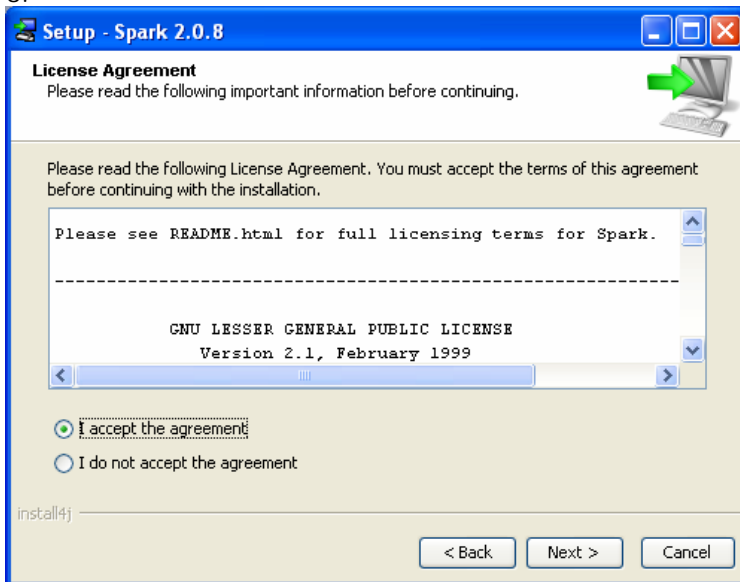 Setup - Spark 2.0.8
License Agreement
Please read the following important information before continuing.
Please read the following License Agreement. You must accept the terms of this agreement
before continuing with the installation.
Please see README.html for full licensing terms for Spark.
------------------------------------------------------------
GNU LESSER GENERAL PUBLIC LICENSE
Version 2.1, February 1999
I accept the agreement
I do not accept the agreement
install4j
< Back Next > Cancel